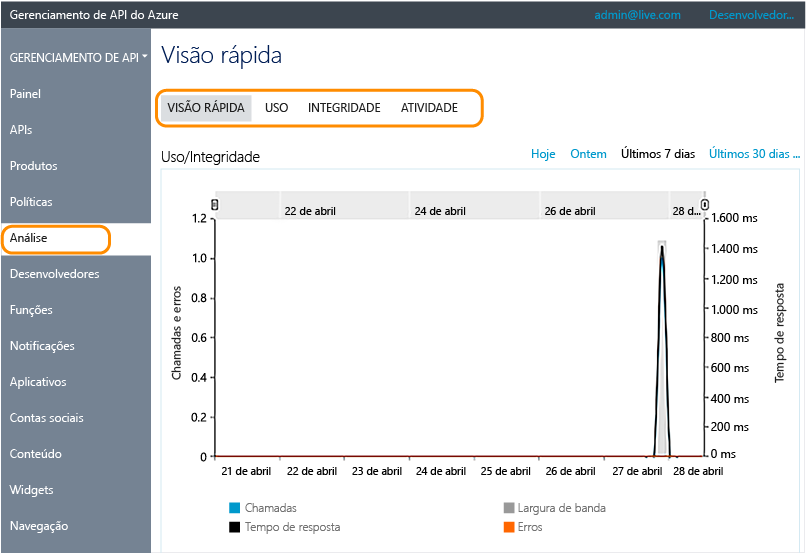 Gerenciamento de API do Azure
admin@live.com Desenvolvedor...
GERENCIAMENTO DE API
Painel
APIs
Produtos
Políticas
Análise
Desenvolvedores
Funções
Notificações
Aplicativos
Contas sociais
Conteúdo
Widgets
Navegação
Visão rápida
VISÃO RÁPIDA USO INTEGRIDADE ATIVIDADE
Uso/Integridade
Hoje Ontem Últimos 7 dias Últimos 30 dias ...
22 de abril 24 de abril 26 de abril 28 d...
Chamadas e erros
1.2
1.0
0.8
0.6
0.4
0.2
0
1.600 ms
1.400 ms
1.200 ms
1.000 ms
800 ms
600 ms
400 ms
200 ms
0 ms
Tempo de resposta
21 de abril 22 de abril 23 de abril 24 de abril 25 de abril 26 de abril 27 de abril 28 de abril
Chamadas
Tempo de resposta
Largura de banda
Erros